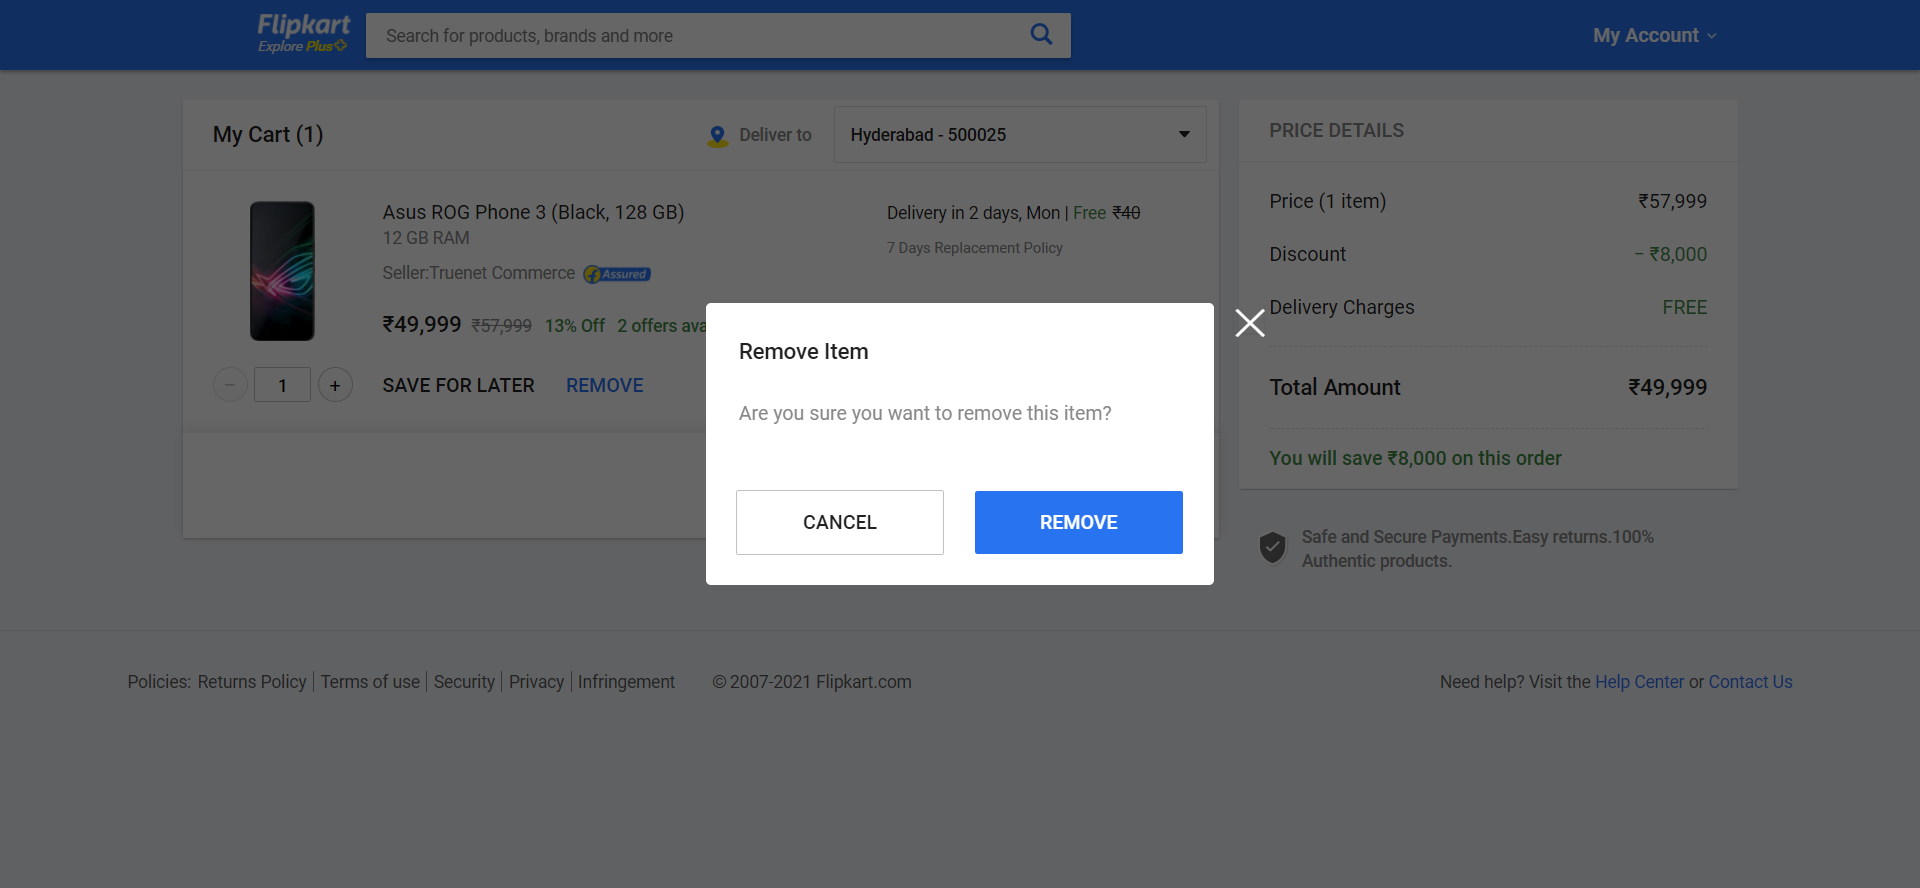 Flipkart
Explore Plus
Search for products, brands and more
My Account
My Cart (1)
Deliver to
Hyderabad - 500025
Asus ROG Phone 3 (Black, 128 GB)
12 GB RAM
Seller:Truenet Commerce
Assured
Delivery in 2 days, Mon | Free ₹40
7 Days Replacement Policy
₹49,999 ₹57,999 13% Off 2 offers
1
SAVE FOR LATER
REMOVE
PRICE DETAILS
Price (1 item) ₹57,999
Discount − ₹8,000
Delivery Charges FREE
Total Amount ₹49,999
You will save ₹8,000 on this order
Safe and Secure Payments.Easy returns.100%
Authentic products.
Remove Item
Are you sure you want to remove this item?
CANCEL
REMOVE
Policies: Returns Policy | Terms of use | Security | Privacy | Infringement
© 2007-2021 Flipkart.com
Need help? Visit the Help Center or Contact Us